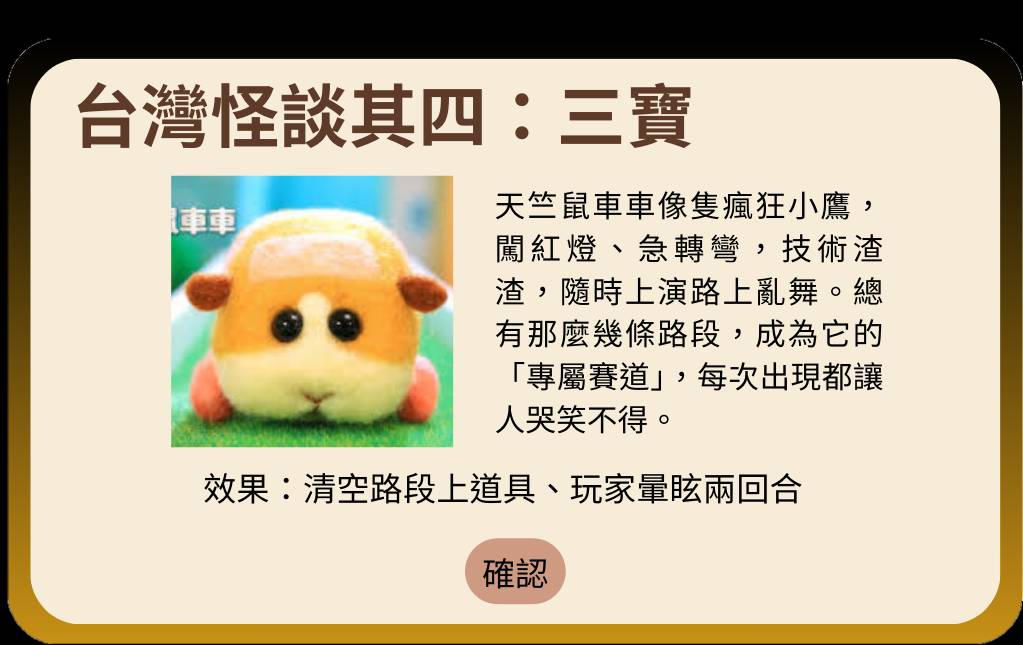 台灣怪談其四：三寶
車車
天竺鼠車車像隻瘋狂小鷹，
闖紅燈、急轉彎，技術渣
渣，隨時上演路上亂舞。總
有那麼幾條路段，成為它的
「專屬賽道」，每次出現都讓
人哭笑不得。
效果：清空路段上道具、玩家暈眩兩回合
確認